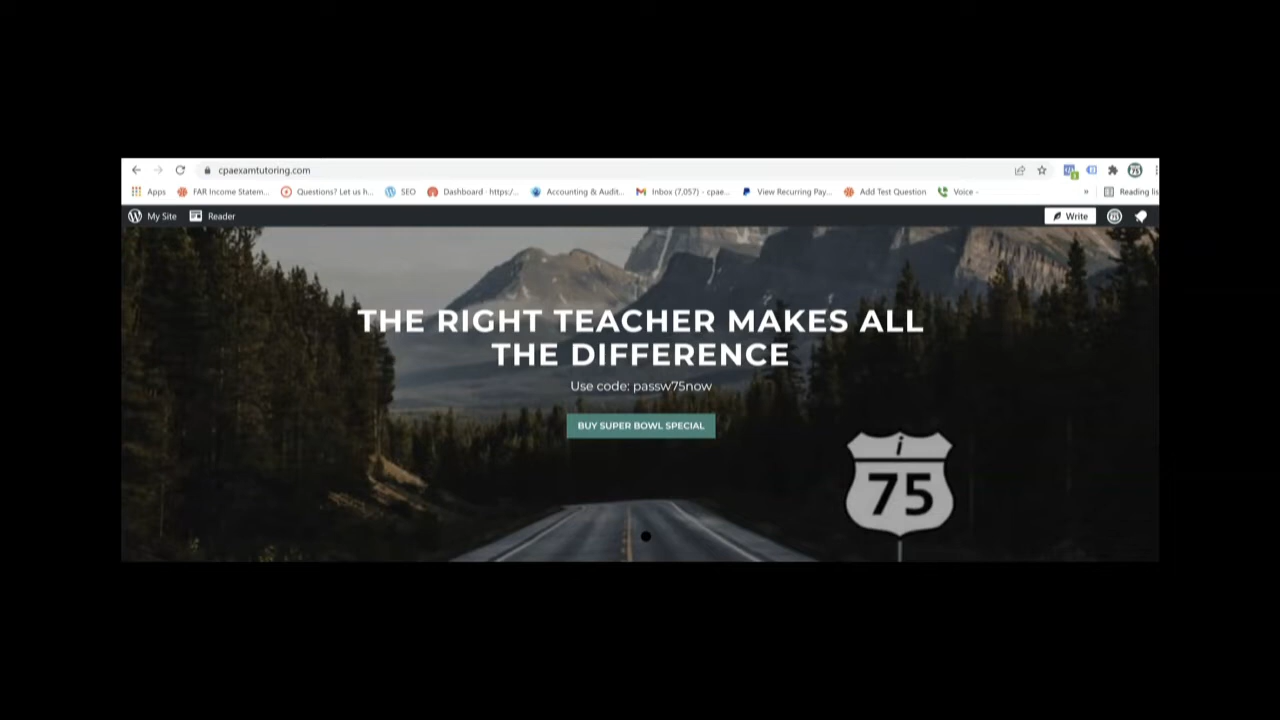 cpaexamtutoring.com
Apps FAR Income Statem... Questions? Let us h... SEO Dashboard · https:/... Accounting & Audit... Inbox (7,057) - cpae... View Recurring Pay... Add Test Question Voice - » Reading lis
My Site Reader Write
THE RIGHT TEACHER MAKES ALL
THE DIFFERENCE
Use code: passw75now
BUY SUPER BOWL SPECIAL
i
75